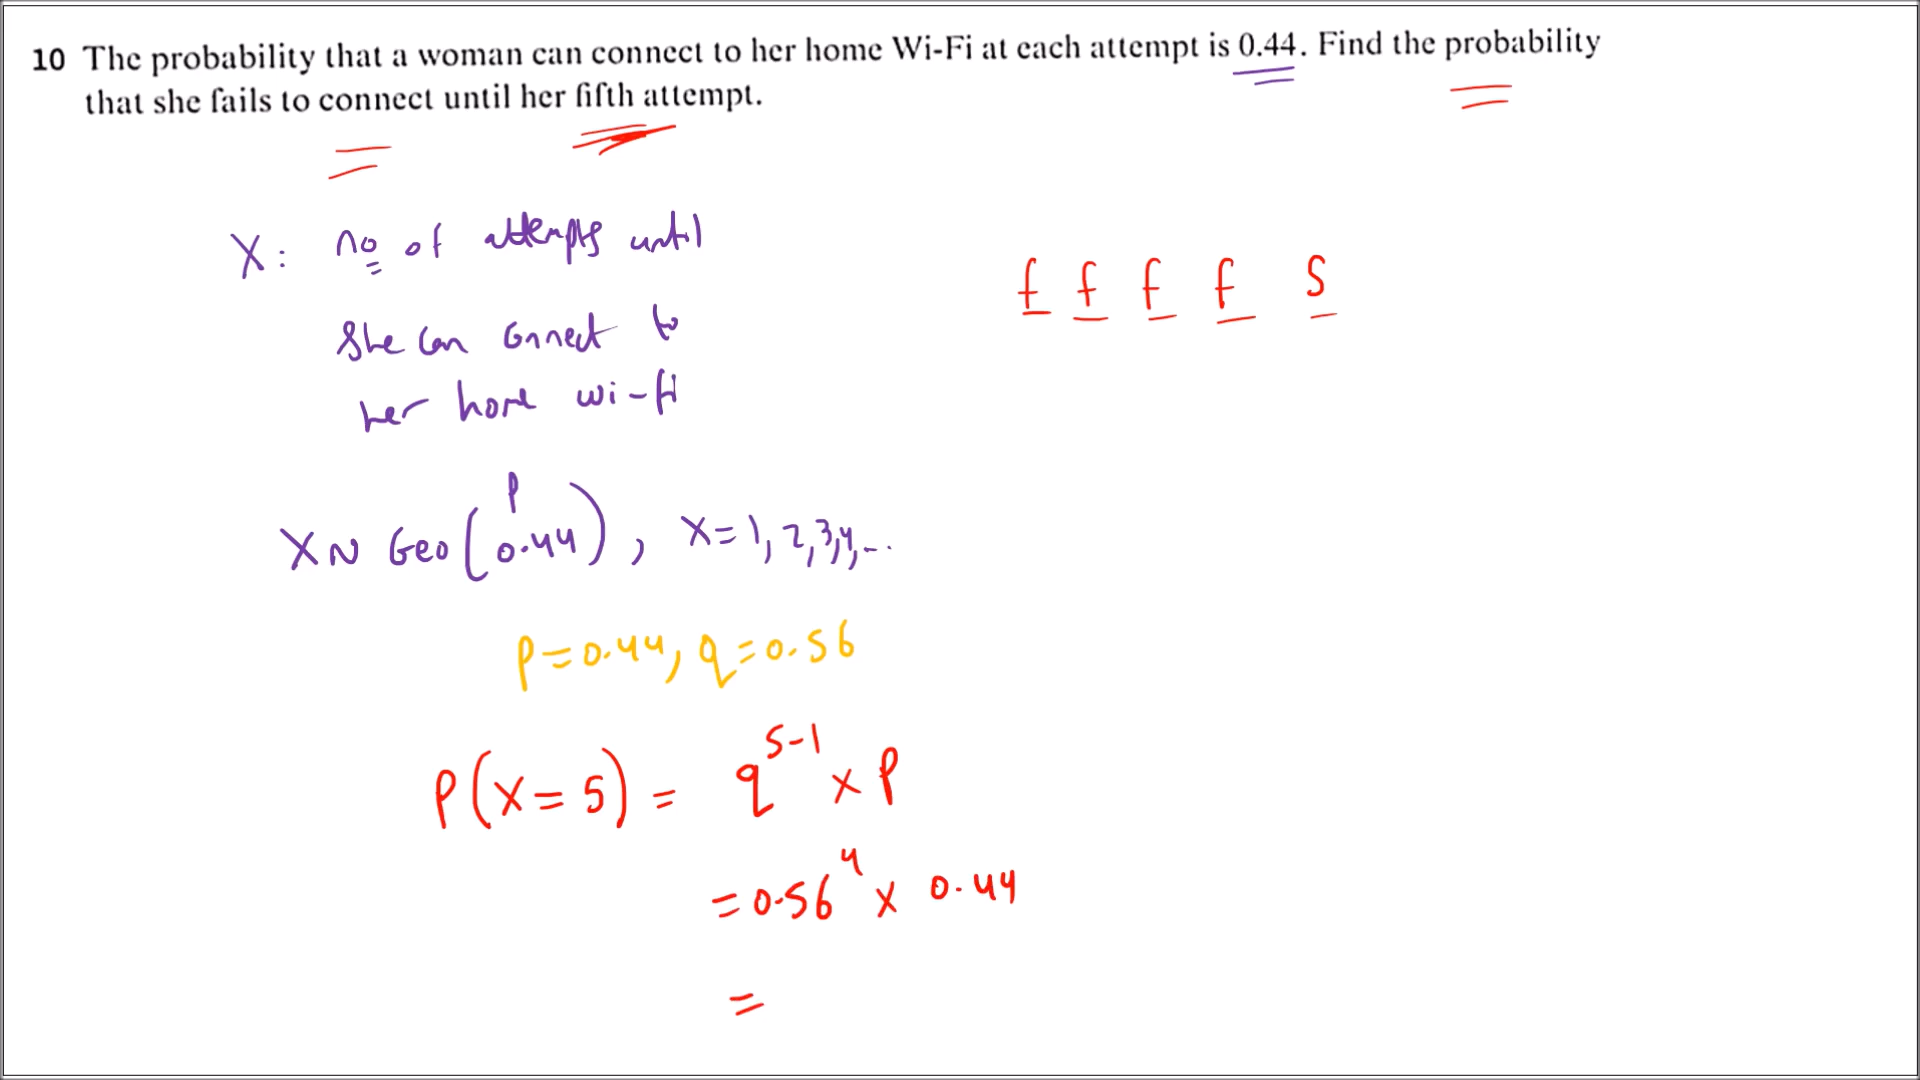 10 The probability that a woman can connect to her home Wi-Fi at each attempt is 0.44. Find the probability
that she fails to connect until her fifth attempt.
X: no of attempts until
she can connect to
her home wi-fi
f f f f S
P
X ~ Geo(0.44), x=1, 2, 3, 4, ...
P=0.44, q=0.56
P(X=5) = q^{5-1} x P
= 0.56^4 x 0.44
=